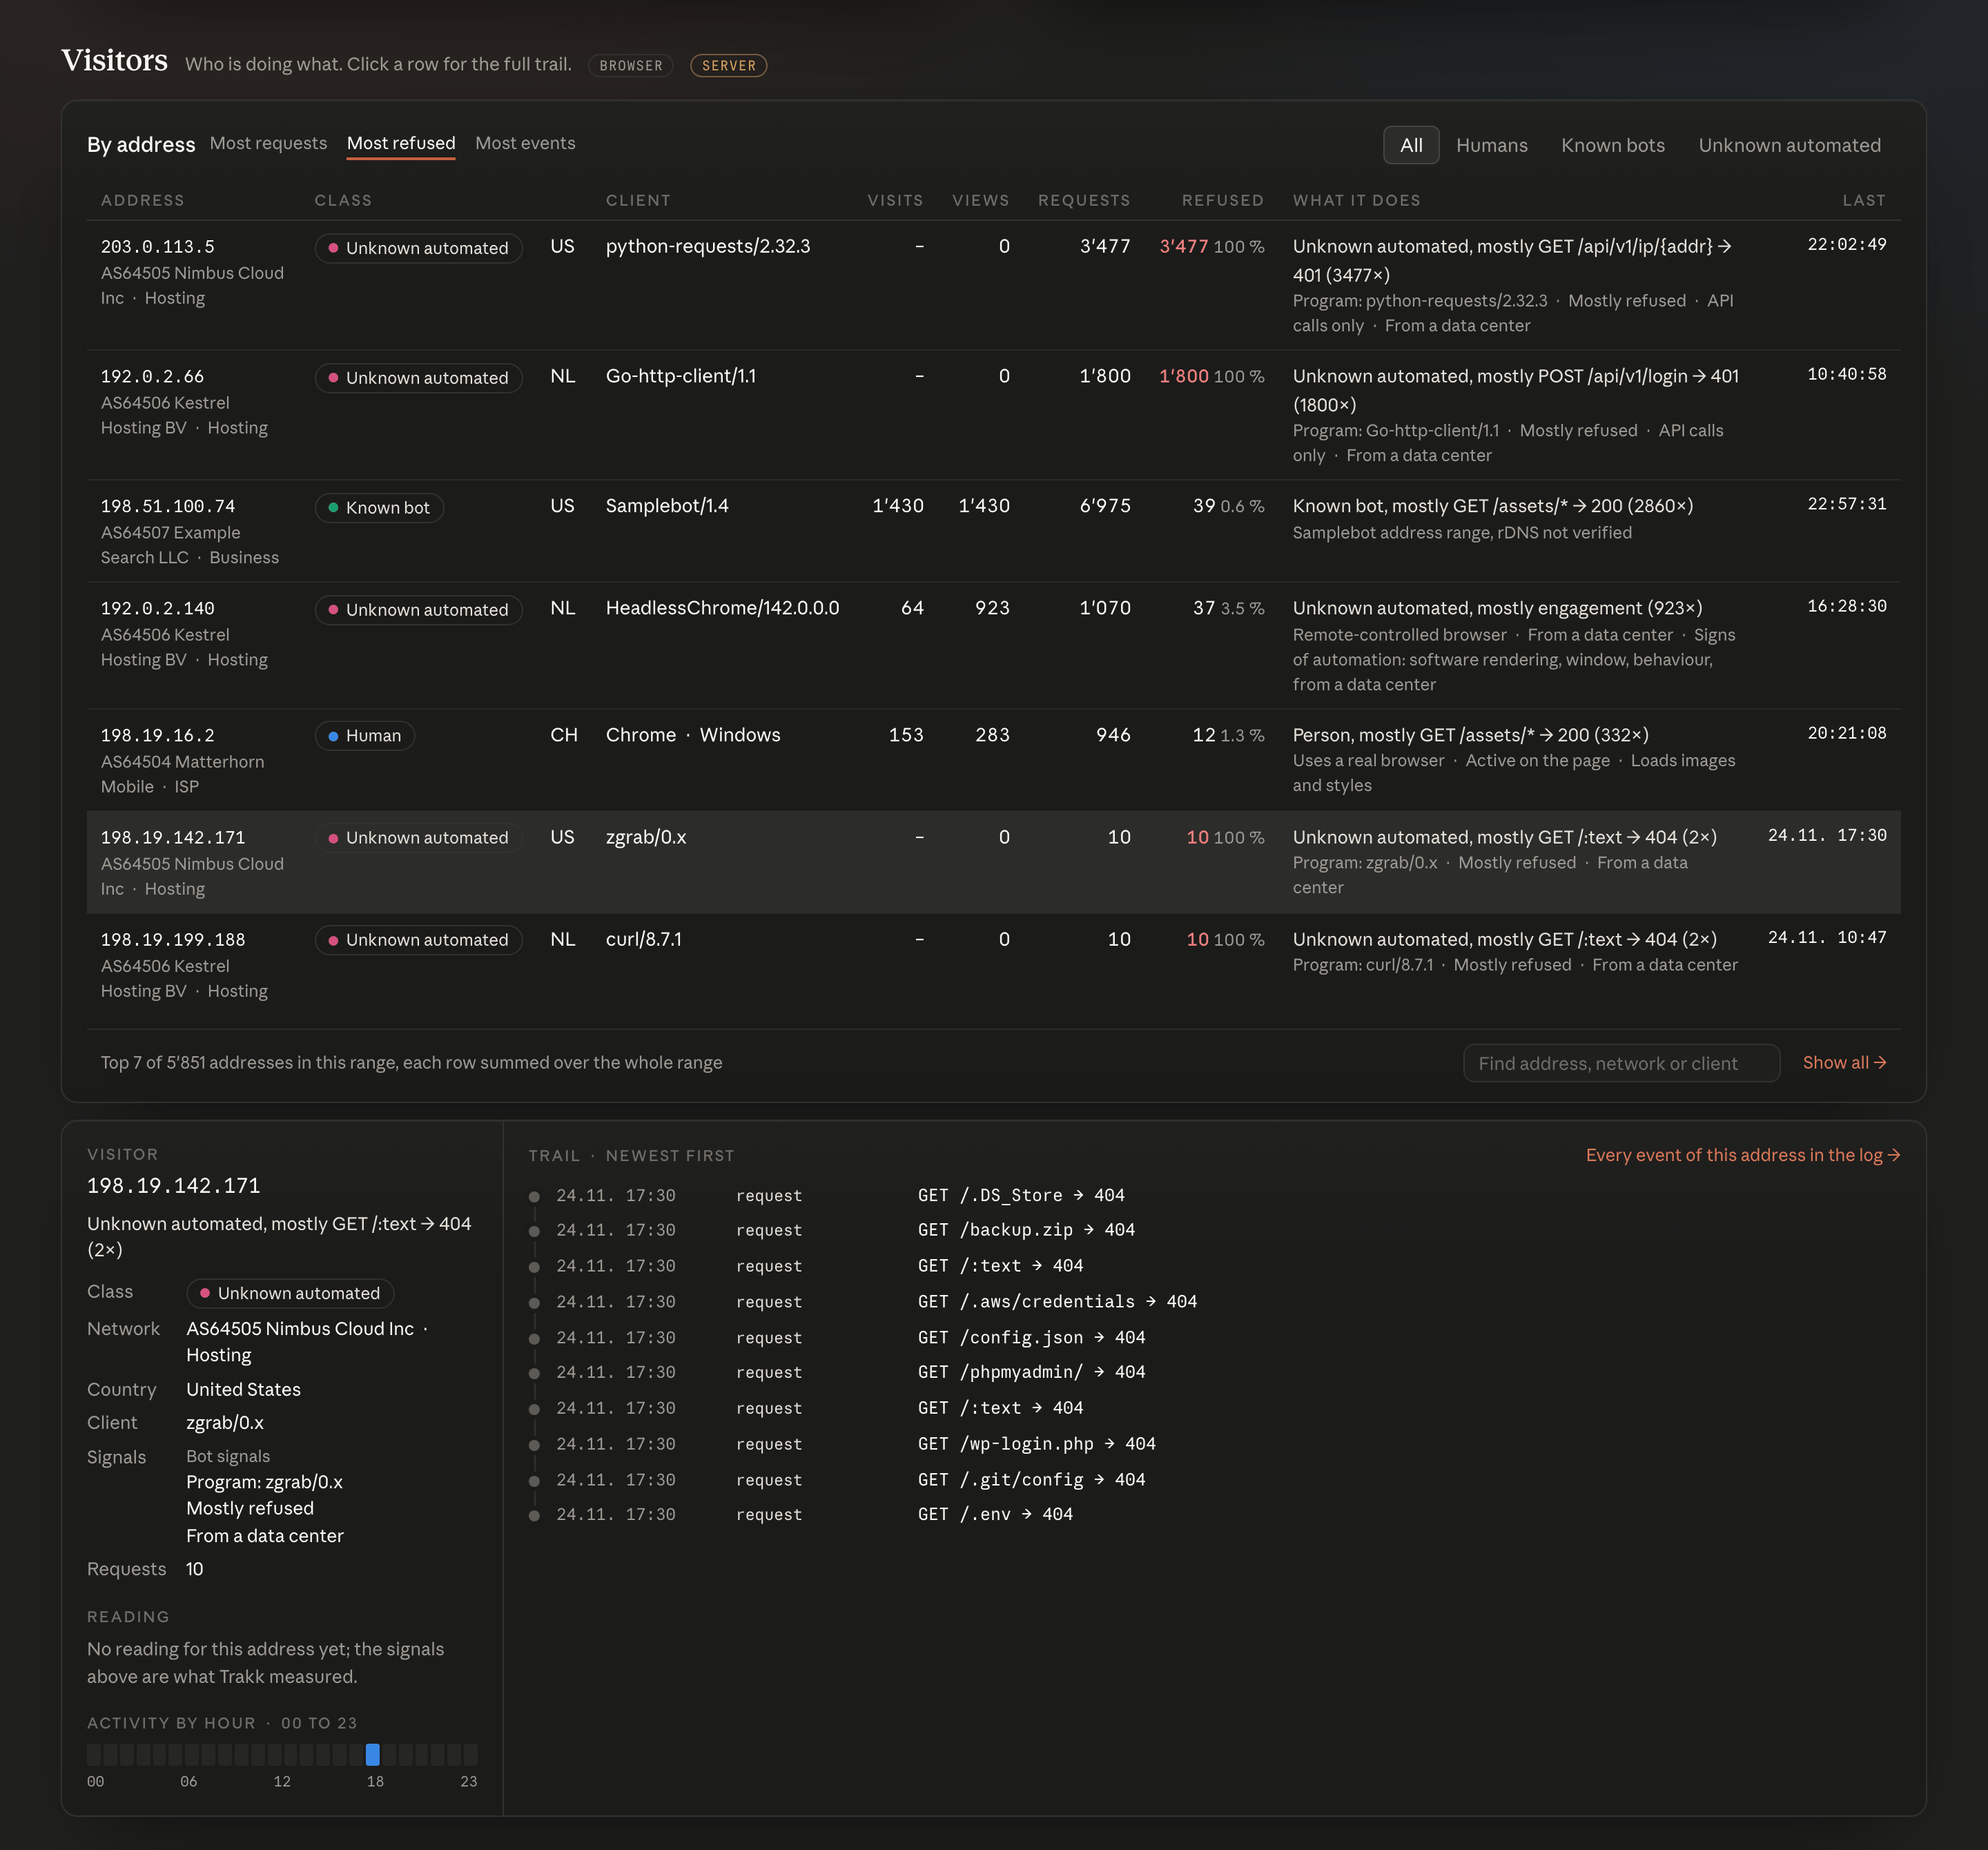 Visitors Who is doing what. Click a row for the full trail. BROWSER SERVER
By address Most requests Most refused Most events All Humans Known bots Unknown automated
ADDRESS CLASS CLIENT VISITS VIEWS REQUESTS REFUSED WHAT IT DOES LAST
203.0.113.5 Unknown automated US python-requests/2.32.3 – 0 3’477 3’477 100 % Unknown automated, mostly GET /api/v1/ip/{addr} → 22:02:49
AS64505 Nimbus Cloud 401 (3477×)
Inc · Hosting Program: python-requests/2.32.3 · Mostly refused · API
calls only · From a data center
192.0.2.66 Unknown automated NL Go-http-client/1.1 – 0 1’800 1’800 100 % Unknown automated, mostly POST /api/v1/login → 401 10:40:58
AS64506 Kestrel (1800×)
Hosting BV · Hosting Program: Go-http-client/1.1 · Mostly refused · API calls
only · From a data center
198.51.100.74 Known bot US Samplebot/1.4 1’430 1’430 6’975 39 0.6 % Known bot, mostly GET /assets/* → 200 (2860×) 22:57:31
AS64507 Example Samplebot address range, rDNS not verified
Search LLC · Business
192.0.2.140 Unknown automated NL HeadlessChrome/142.0.0.0 64 923 1’070 37 3.5 % Unknown automated, mostly engagement (923×) 16:28:30
AS64506 Kestrel Remote-controlled browser · From a data center · Signs
Hosting BV · Hosting of automation: software rendering, window, behaviour,
from a data center
198.19.16.2 Human CH Chrome · Windows 153 283 946 12 1.3 % Person, mostly GET /assets/* → 200 (332×) 20:21:08
AS64504 Matterhorn Uses a real browser · Active on the page · Loads images
Mobile · ISP and styles
198.19.142.171 Unknown automated US zgrab/0.x – 0 10 10 100 % Unknown automated, mostly GET /:text → 404 (2×) 24.11. 17:30
AS64505 Nimbus Cloud Program: zgrab/0.x · Mostly refused · From a data
Inc · Hosting center
198.19.199.188 Unknown automated NL curl/8.7.1 – 0 10 10 100 % Unknown automated, mostly GET /:text → 404 (2×) 24.11. 10:47
AS64506 Kestrel Program: curl/8.7.1 · Mostly refused · From a data center
Hosting BV · Hosting
Top 7 of 5’851 addresses in this range, each row summed over the whole range Find address, network or client Show all →
VISITOR
198.19.142.171
Unknown automated, mostly GET /:text → 404
(2×)
Class Unknown automated
Network AS64505 Nimbus Cloud Inc ·
Hosting
Country United States
Client zgrab/0.x
Signals Bot signals
Program: zgrab/0.x
Mostly refused
From a data center
Requests 10
READING
No reading for this address yet; the signals
above are what Trakk measured.
ACTIVITY BY HOUR · 00 TO 23
00 06 12 18 23
TRAIL · NEWEST FIRST Every event of this address in the log →
24.11. 17:30 request GET /.DS_Store → 404
24.11. 17:30 request GET /backup.zip → 404
24.11. 17:30 request GET /:text → 404
24.11. 17:30 request GET /.aws/credentials → 404
24.11. 17:30 request GET /config.json → 404
24.11. 17:30 request GET /phpmyadmin/ → 404
24.11. 17:30 request GET /:text → 404
24.11. 17:30 request GET /wp-login.php → 404
24.11. 17:30 request GET /.git/config → 404
24.11. 17:30 request GET /.env → 404